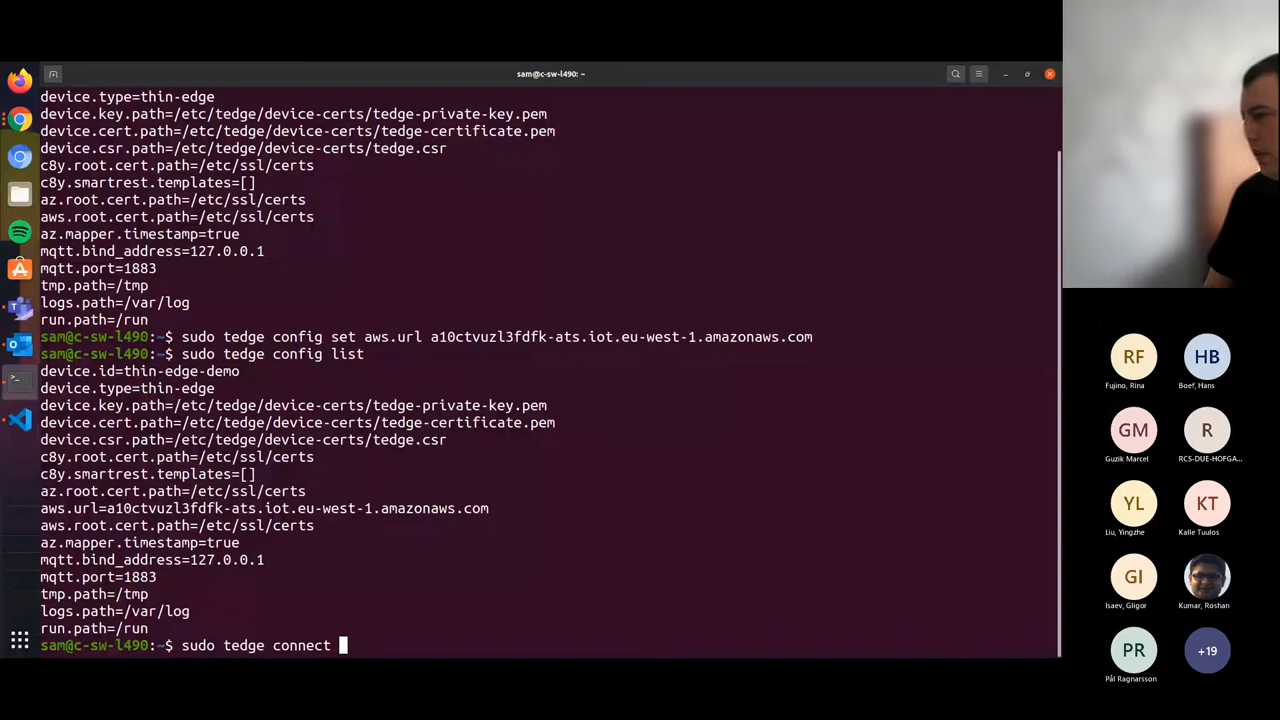 sam@c-sw-l490: ~
device.type=thin-edge
device.key.path=/etc/tedge/device-certs/tedge-private-key.pem
device.cert.path=/etc/tedge/device-certs/tedge-certificate.pem
device.csr.path=/etc/tedge/device-certs/tedge.csr
c8y.root.cert.path=/etc/ssl/certs
c8y.smartrest.templates=[]
az.root.cert.path=/etc/ssl/certs
aws.root.cert.path=/etc/ssl/certs
az.mapper.timestamp=true
mqtt.bind_address=127.0.0.1
mqtt.port=1883
tmp.path=/tmp
logs.path=/var/log
run.path=/run
sam@c-sw-l490:~$ sudo tedge config set aws.url a10ctvuzl3fdfk-ats.iot.eu-west-1.amazonaws.com
sam@c-sw-l490:~$ sudo tedge config list
device.id=thin-edge-demo
device.type=thin-edge
device.key.path=/etc/tedge/device-certs/tedge-private-key.pem
device.cert.path=/etc/tedge/device-certs/tedge-certificate.pem
device.csr.path=/etc/tedge/device-certs/tedge.csr
c8y.root.cert.path=/etc/ssl/certs
c8y.smartrest.templates=[]
az.root.cert.path=/etc/ssl/certs
aws.url=a10ctvuzl3fdfk-ats.iot.eu-west-1.amazonaws.com
aws.root.cert.path=/etc/ssl/certs
az.mapper.timestamp=true
mqtt.bind_address=127.0.0.1
mqtt.port=1883
tmp.path=/tmp
logs.path=/var/log
run.path=/run
sam@c-sw-l490:~$ sudo tedge connect
RF HB
Fujino, Rina Boef, Hans
GM R
Guzik Marcel RCS-DUE-HOFGA...
YL KT
Liu, Yingzhe Kalle Tuulos
GI
Isaev, Gligor Kumar, Roshan
PR +19
Pål Ragnarsson